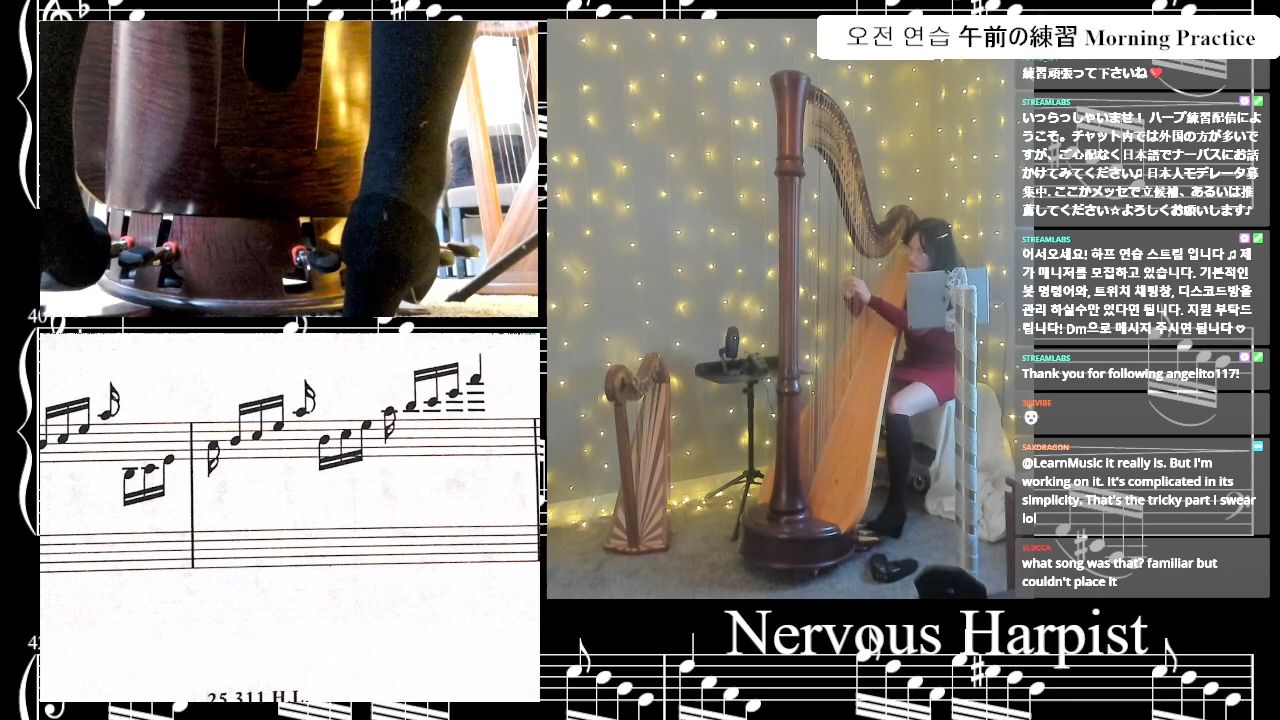 오전 연습 午前の練習 Morning Practice
練習頑張って下さいね❤
STREAMLABS
いっらっしゃいませ！ ハープ練習配信によ
うこそ。チャット内では外国の方が多いで
すが、ご心配なく日本語でナーバスにお話
かけてみてください♫ 日本人モデレータ募
集中. ここかメッセで立候補、あるいは推
薦してください☆よろしくお願いします♪
STREAMLABS
어서오세요! 하프 연습 스트림 입니다 ♫ 제
가 매니저를 모집하고 있습니다. 기본적인
봇 명령어와, 트위치 채팅창, 디스코드방을
관리 하실수만 있다면 됩니다. 지원 부탁드
립니다! Dm으로 메시지 주시면 됩니다 ♡
STREAMLABS
Thank you for following angelito117!
SAXDRAGON
@LearnMusic it really is. But I'm
working on it. It's complicated in its
simplicity. That's the tricky part I swear
lol
ELUCCA
what song was that? familiar but
couldn't place it
Nervous Harpist
25 311 H.L.